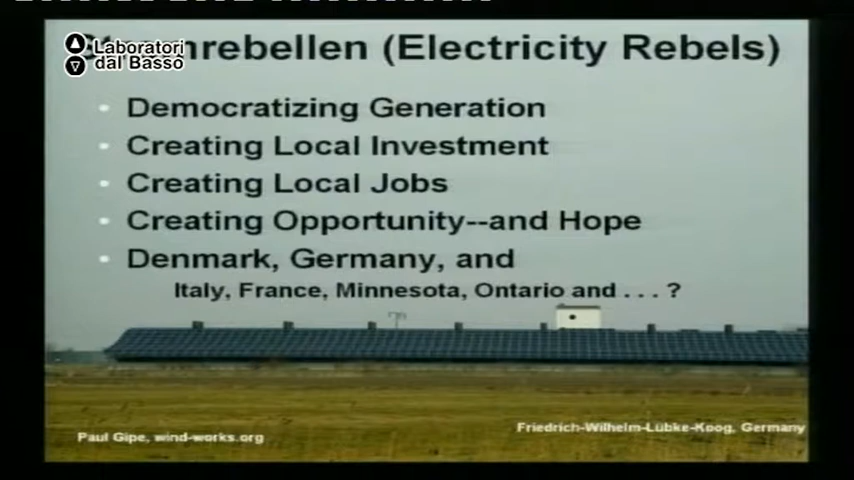 Laboratori
dal Basso
(Electricity Rebels)
• Democratizing Generation
• Creating Local Investment
• Creating Local Jobs
• Creating Opportunity--and Hope
• Denmark, Germany, and
Italy, France, Minnesota, Ontario and . . . ?
Friedrich-Wilhelm-Lübke-Koog, Germany
Paul Gipe, wind-works.org